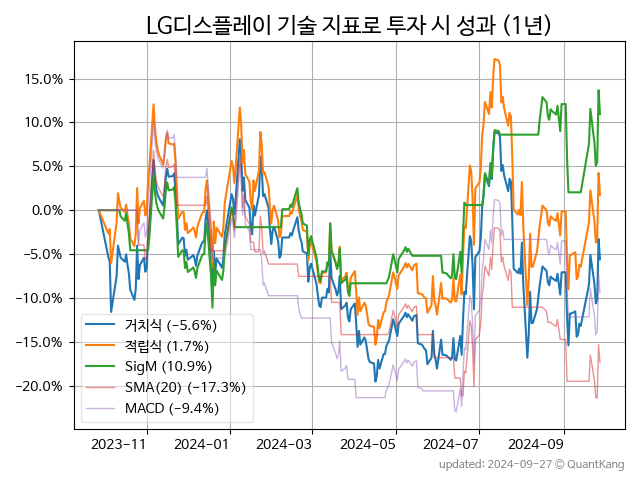 LG디스플레이 기술 지표로 투자 시 성과 (1년)
15.0%
10.0%
5.0%
0.0%
−5.0%
−10.0%
−15.0%
−20.0%
거치식 (−5.6%)
적립식 (1.7%)
SigM (10.9%)
SMA(20) (−17.3%)
MACD (−9.4%)
2023-11 2024-01 2024-03 2024-05 2024-07 2024-09
updated: 2024-09-27 © QuantKang